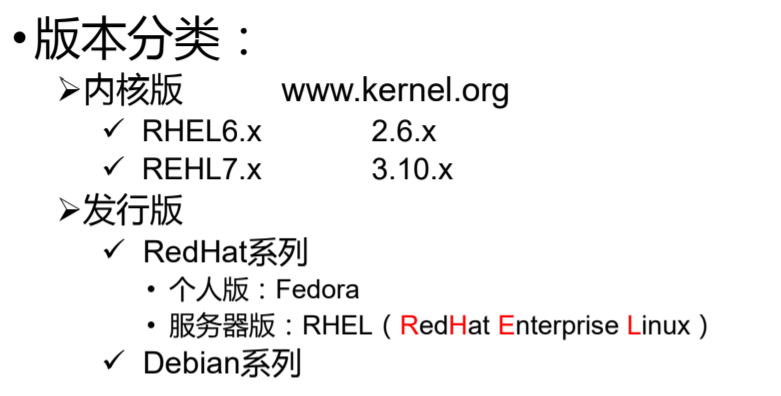 •版本分类：
➢内核版 www.kernel.org
✓ RHEL6.x 2.6.x
✓ REHL7.x 3.10.x
➢发行版
✓ RedHat系列
• 个人版：Fedora
• 服务器版：RHEL（RedHat Enterprise Linux）
✓ Debian系列